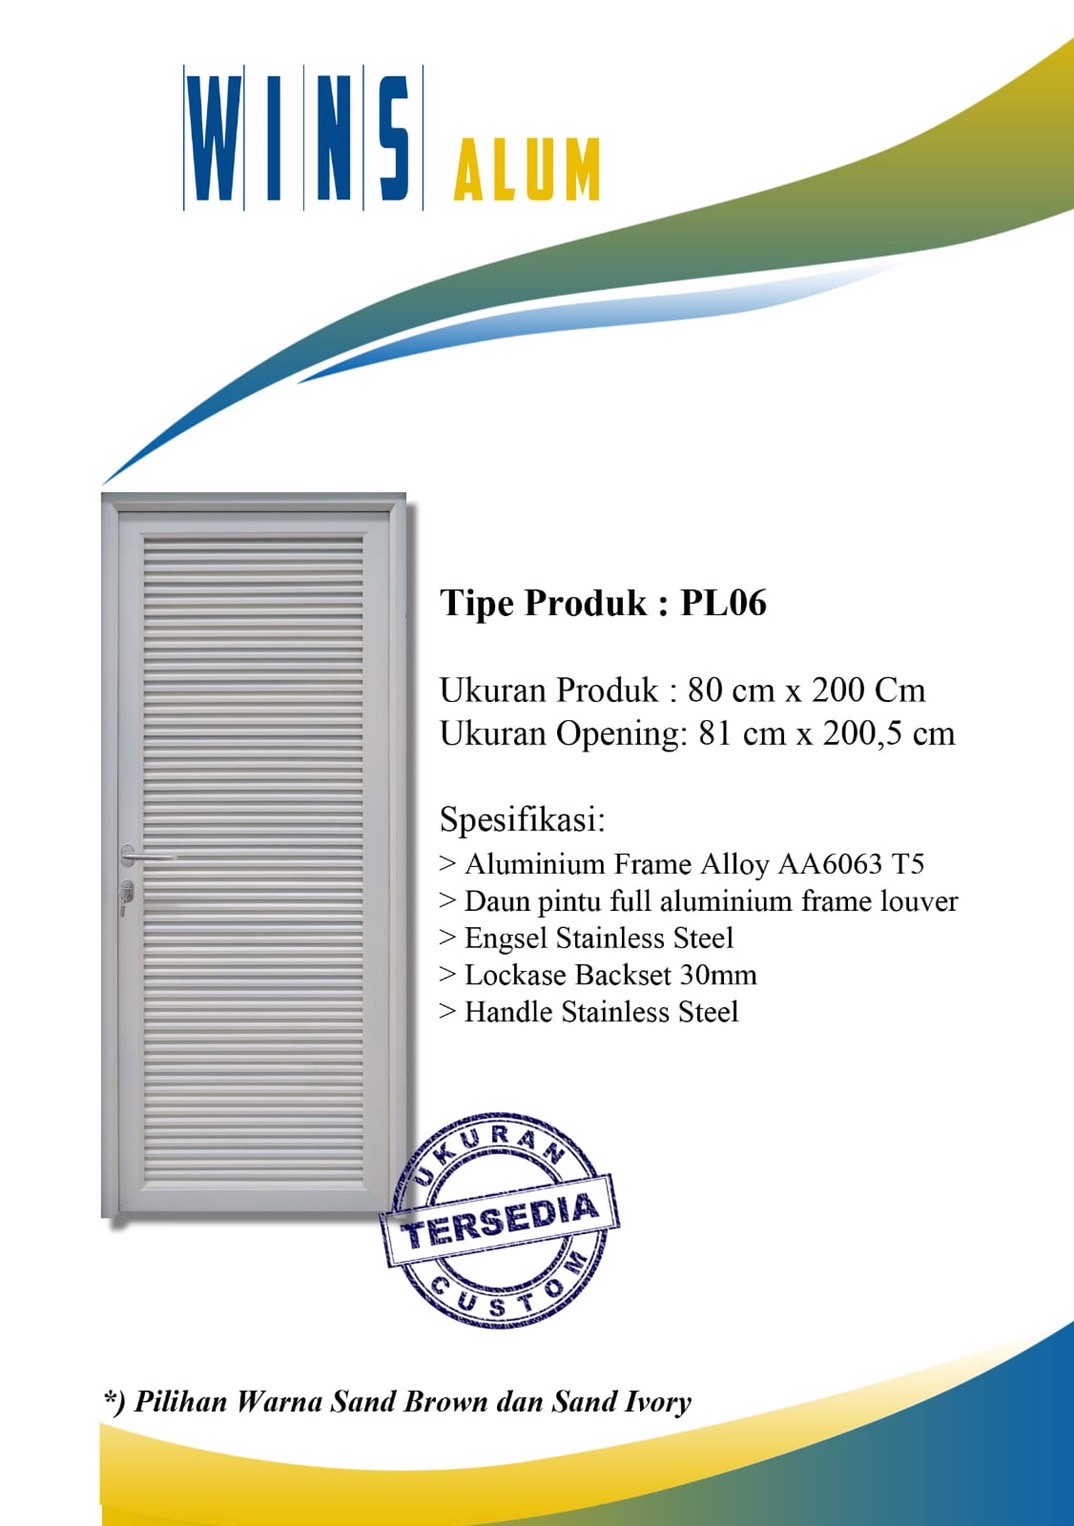 WINS ALUM
Tipe Produk : PL06
Ukuran Produk : 80 cm x 200 Cm
Ukuran Opening: 81 cm x 200,5 cm
Spesifikasi:
> Aluminium Frame Alloy AA6063 T5
> Daun pintu full aluminium frame louver
> Engsel Stainless Steel
> Lockase Backset 30mm
> Handle Stainless Steel
UKURAN
TERSEDIA
CUSTOM
*) Pilihan Warna Sand Brown dan Sand Ivory